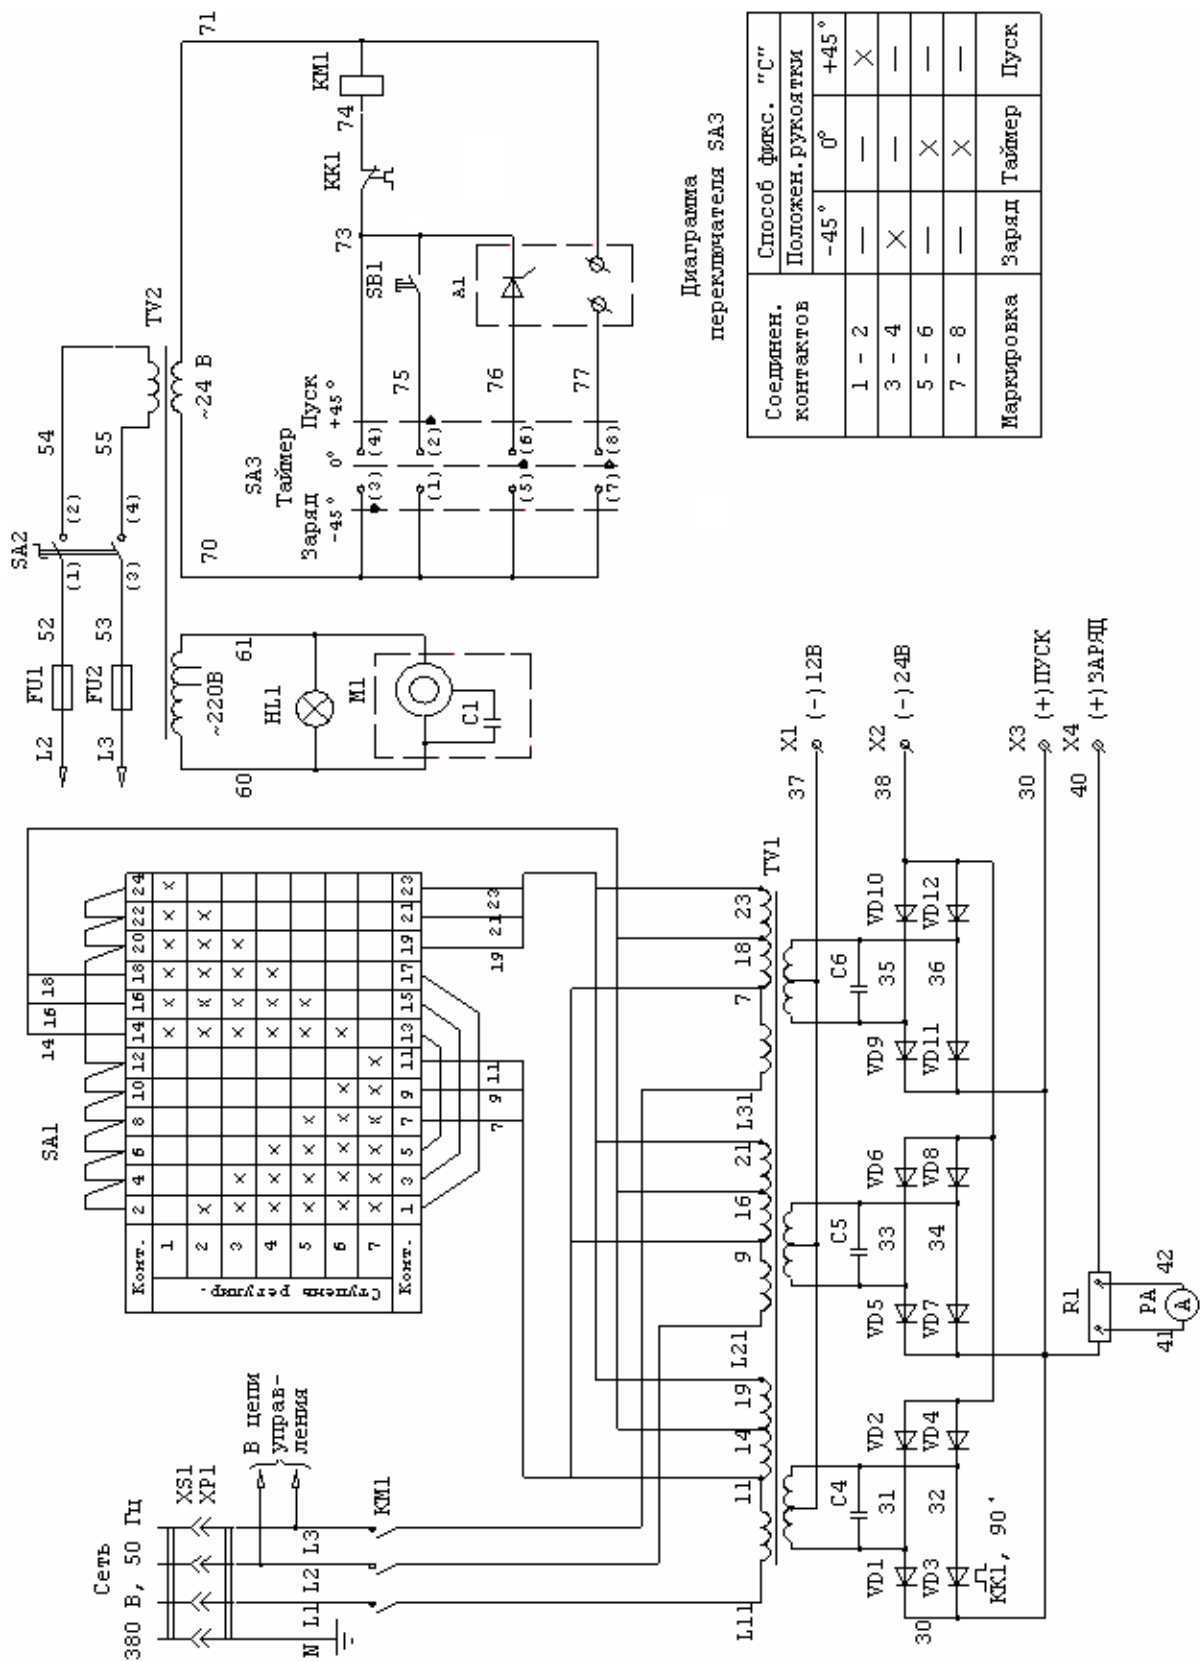 Сеть
380 В, 50 Гц
XS1
XP1
В цепи
управ-
ления
N
L1
L2
L3
KM1
SA1
14
16
18
Конт. 2 4 6 8 10 12 14 16 18 20 22 24
Ступень регулир.
1 × × × × × ×
2 × × × × × ×
3 × × × × × ×
4 × × × × × ×
5 × × × × × ×
6 × × × × × ×
7 × × × × × ×
Конт. 1 3 5 7 9 11 13 15 17 19 21 23
7
9
11
19
21
23
L11
11
14
19
L21
9
16
21
L31
7
18
23
TV1
C4
C5
C6
VD1
31
VD2
VD5
33
VD6
VD9
35
VD10
VD3
32
VD4
VD7
34
VD8
VD11
36
VD12
KK1, 90°
30
37
X1
(-)12В
38
X2
(-)24В
30
X3
(+)ПУСК
40
X4
(+)ЗАРЯД
R1
PA
A
41
42
L2
FU1
52
SA2
(1)
(2)
54
L3
FU2
53
(3)
(4)
55
TV2
~220В
~24 В
60
61
HL1
M1
C1
70
71
SA3
Заряд
Таймер
Пуск
-45°
0°
+45°
(3)
(4)
73
KK1
74
KM1
(1)
(2)
75
SB1
(5)
(6)
76
A1
(7)
(8)
77
Диаграмма
переключателя SA3
Соединен. контактов
Способ фикс. "С"
Положен.рукоятки
-45° 0° +45°
1 - 2 — — ×
3 - 4 × — —
5 - 6 — × —
7 - 8 — × —
Маркировка Заряд Таймер Пуск